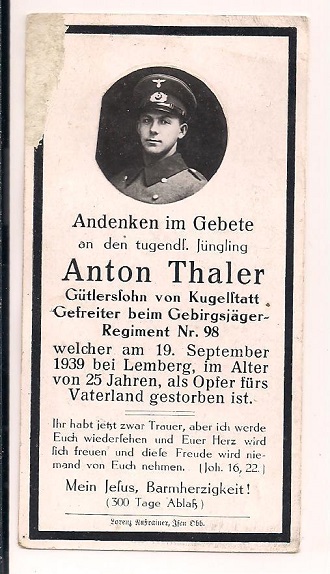 Andenken im Gebete
an den tugendſ. Jüngling
Anton Thaler
Gütlersſohn von Kugelſtatt
Gefreiter beim Gebirgsjäger-
Regiment Nr. 98
welcher am 19. September
1939 bei Lemberg, im Alter
von 25 Jahren, als Opfer fürs
Vaterland geſtorben iſt.
Ihr habt jetzt zwar Trauer, aber ich werde
Euch wiederſehen und Euer Herz wird
ſich freuen und dieſe Freude wird nie-
mand von Euch nehmen. (Joh. 16, 22.)
Mein Jeſus, Barmherzigkeit!
(300 Tage Ablaß)
Lorenz Iſen Obb.